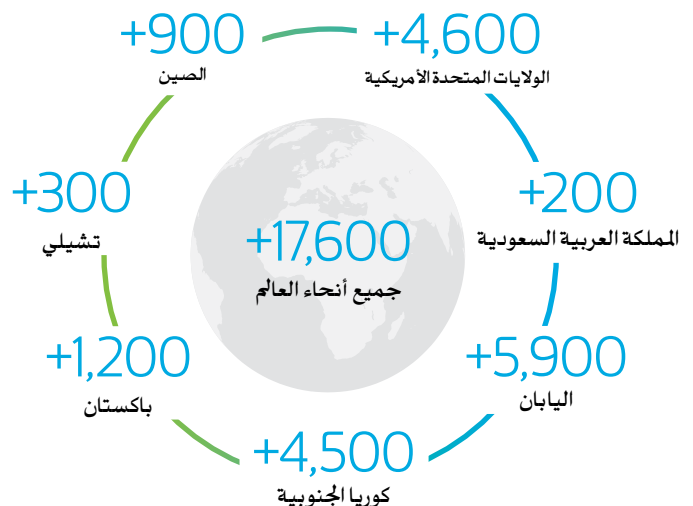 +4,600
الولايات المتحدة الأمريكية
+200
المملكة العربية السعودية
+5,900
اليابان
+4,500
كوريا الجنوبية
+1,200
باكستان
+300
تشيلي
+900
الصين
+17,600
جميع أنحاء العالم